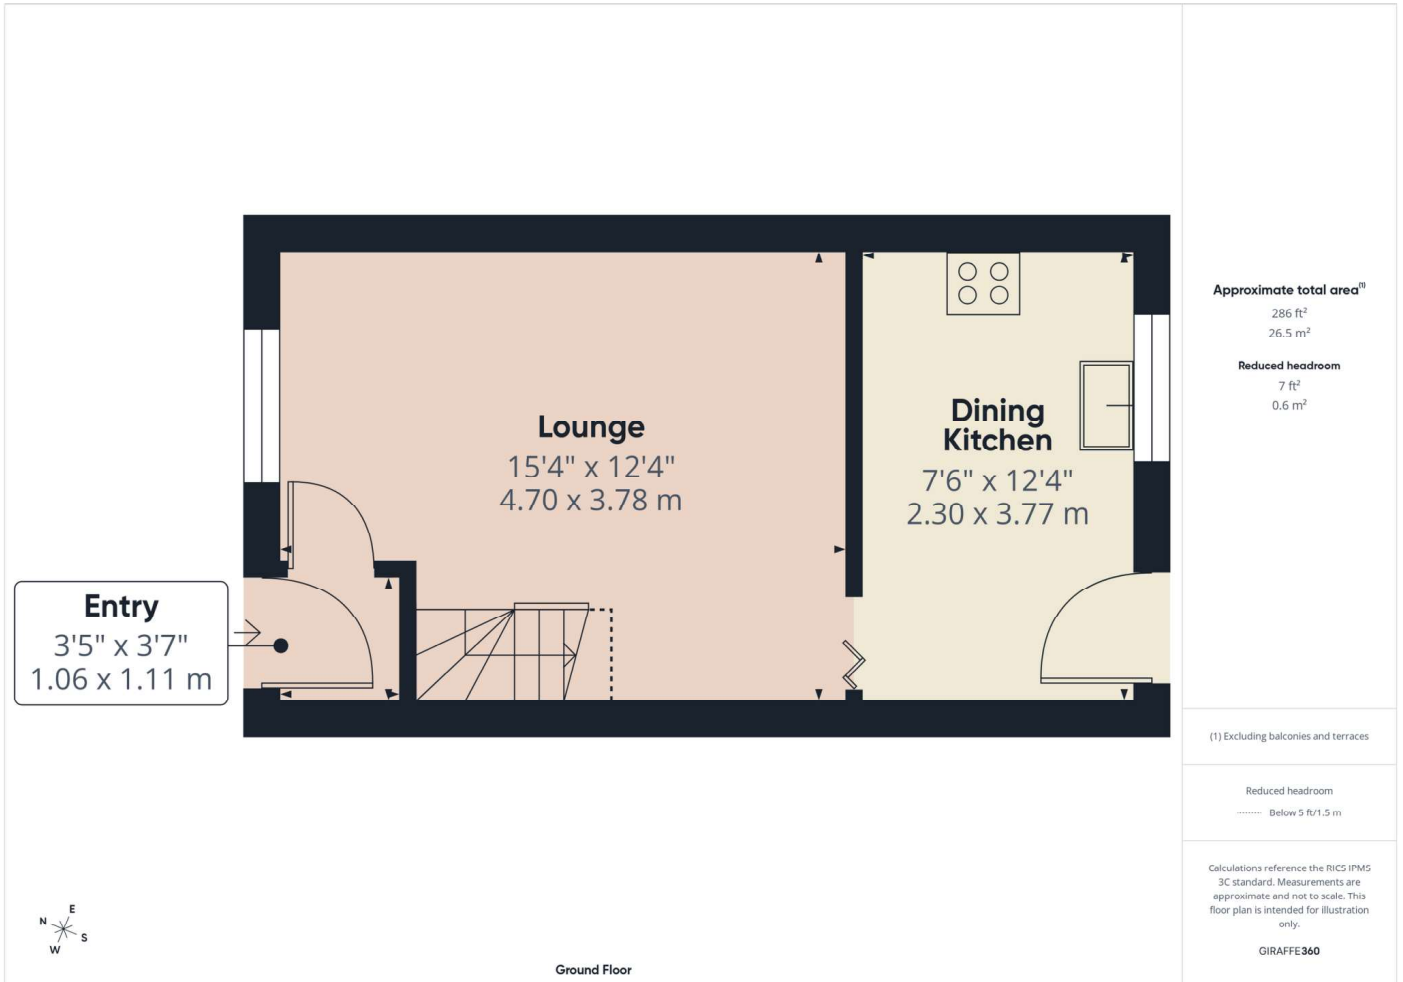 Lounge
15'4" x 12'4"
4.70 x 3.78 m
Dining
Kitchen
7'6" x 12'4"
2.30 x 3.77 m
Entry
3'5" x 3'7"
1.06 x 1.11 m
Approximate total area(1)
286 ft²
26.5 m²
Reduced headroom
7 ft²
0.6 m²
(1) Excluding balconies and terraces
Reduced headroom
Below 5 ft/1.5 m
Calculations reference the RICS IPMS
3C standard. Measurements are
approximate and not to scale. This
floor plan is intended for illustration
only.
GIRAFFE360
E
N
S
W
Ground Floor